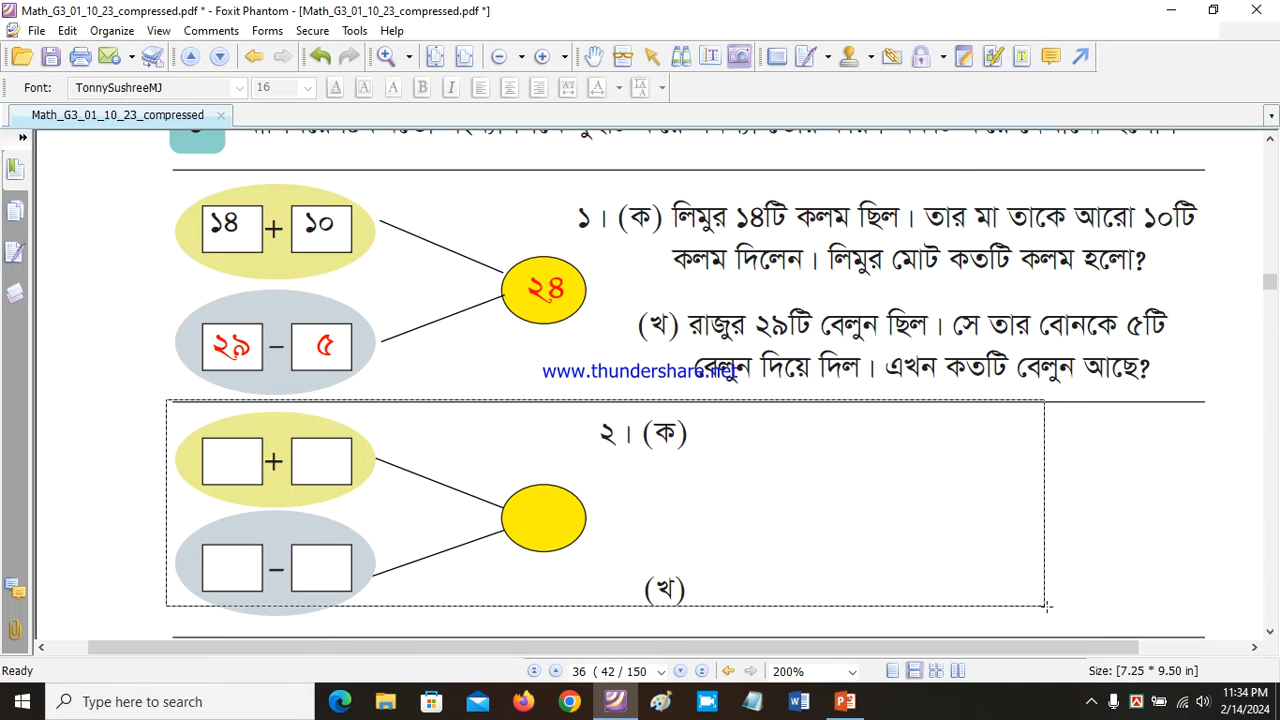 Math_G3_01_10_23_compressed.pdf * - Foxit Phantom - [Math_G3_01_10_23_compressed.pdf *]
File Edit Organize View Comments Forms Secure Tools Help
Font: TonnySushreeMJ 16
Math_G3_01_10_23_compressed
১৪ + ১০
২৪
২৯ – ৫
১। (ক) লিমুর ১৪টি কলম ছিল। তার মা তাকে আরো ১০টি
কলম দিলেন। লিমুর মোট কতটি কলম হলো?
(খ) রাজুর ২৯টি বেলুন ছিল। সে তার বোনকে ৫টি
বেলুন দিয়ে দিল। এখন কতটি বেলুন আছে?
www.thundershare.net
+
–
২। (ক)
(খ)
Ready 36 ( 42 / 150 200% Size: [7.25 * 9.50 in]
Type here to search
11:34 PM
2/14/2024